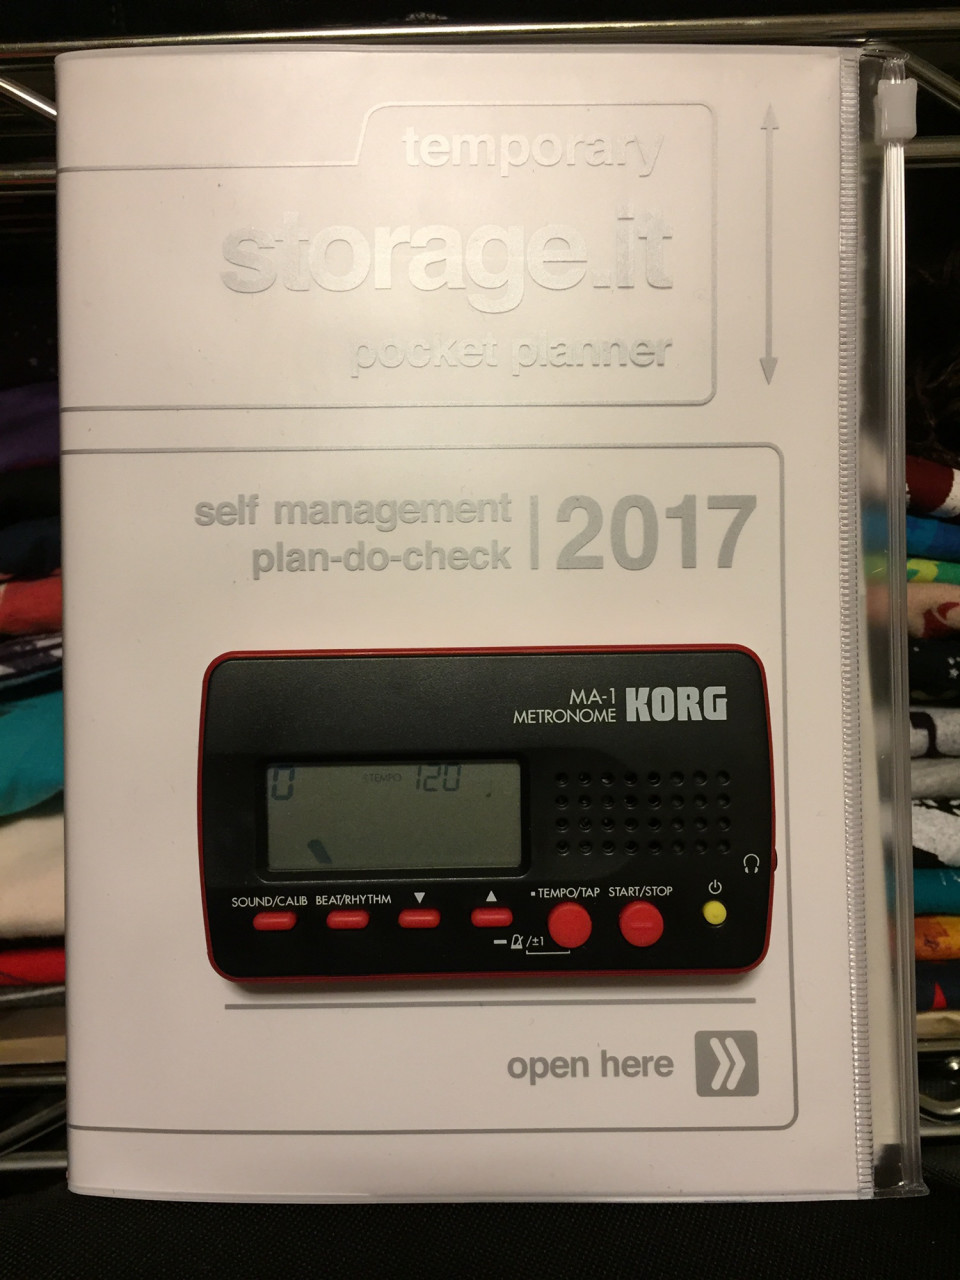 temporary
storage.it
pocket planner
self management
plan-do-check
2017
MA-1
METRONOME
KORG
0
TEMPO
120
SOUND/CALIB
BEAT/RHYTHM
▼
▲
TEMPO/TAP
START/STOP
/±1
open here